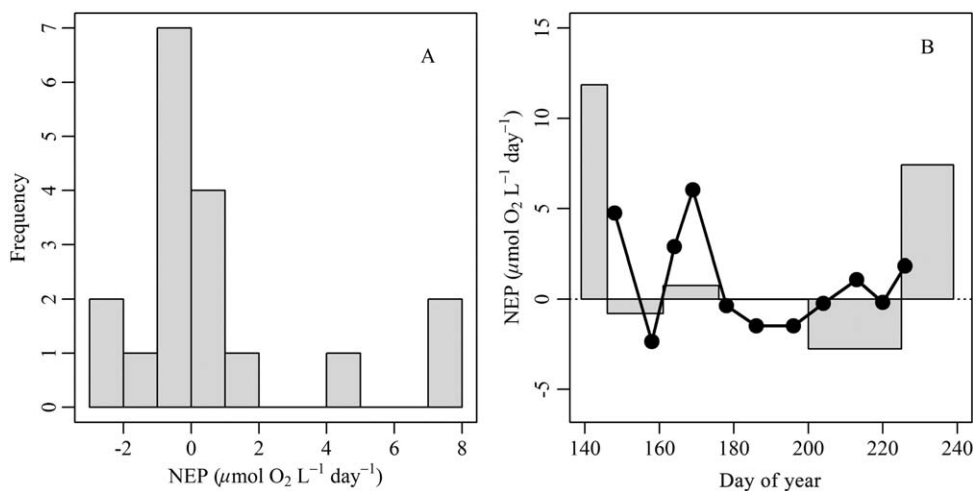 A
Frequency
7
6
5
4
3
2
1
0
-2 0 2 4 6 8
NEP (μmol O₂ L⁻¹ day⁻¹)
B
NEP (μmol O₂ L⁻¹ day⁻¹)
15
10
5
0
-5
140 160 180 200 220 240
Day of year